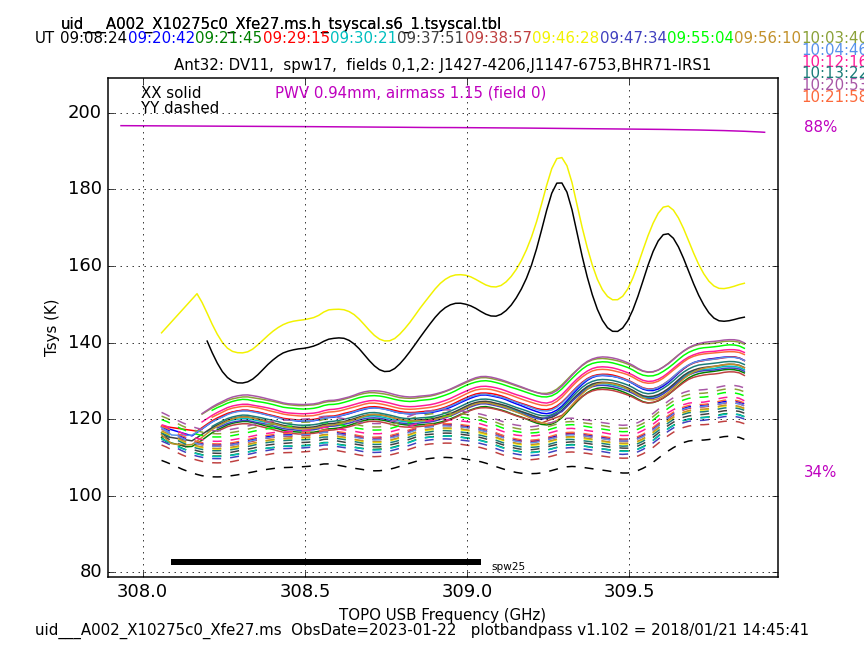 uid___A002_X10275c0_Xfe27.ms.h_tsyscal.s6_1.tsyscal.tbl
UT 09:08:24 09:20:42 09:21:45 09:29:15 09:30:21 09:37:51 09:38:57 09:46:28 09:47:34 09:55:04 09:56:10 10:03:40
10:04:46
10:12:16
10:13:22
10:20:53
10:21:58
Ant32: DV11, spw17, fields 0,1,2: J1427-4206,J1147-6753,BHR71-IRS1
XX solid
YY dashed
PWV 0.94mm, airmass 1.15 (field 0)
88%
34%
200
180
160
140
120
100
80
Tsys (K)
spw25
308.0 308.5 309.0 309.5
TOPO USB Frequency (GHz)
uid___A002_X10275c0_Xfe27.ms ObsDate=2023-01-22 plotbandpass v1.102 = 2018/01/21 14:45:41